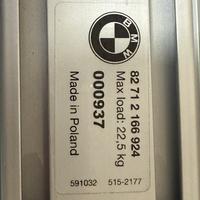 BMW
82 71 2 166 924
Max load: 22,5 kg
000937
Made in Poland
591032 515-2177